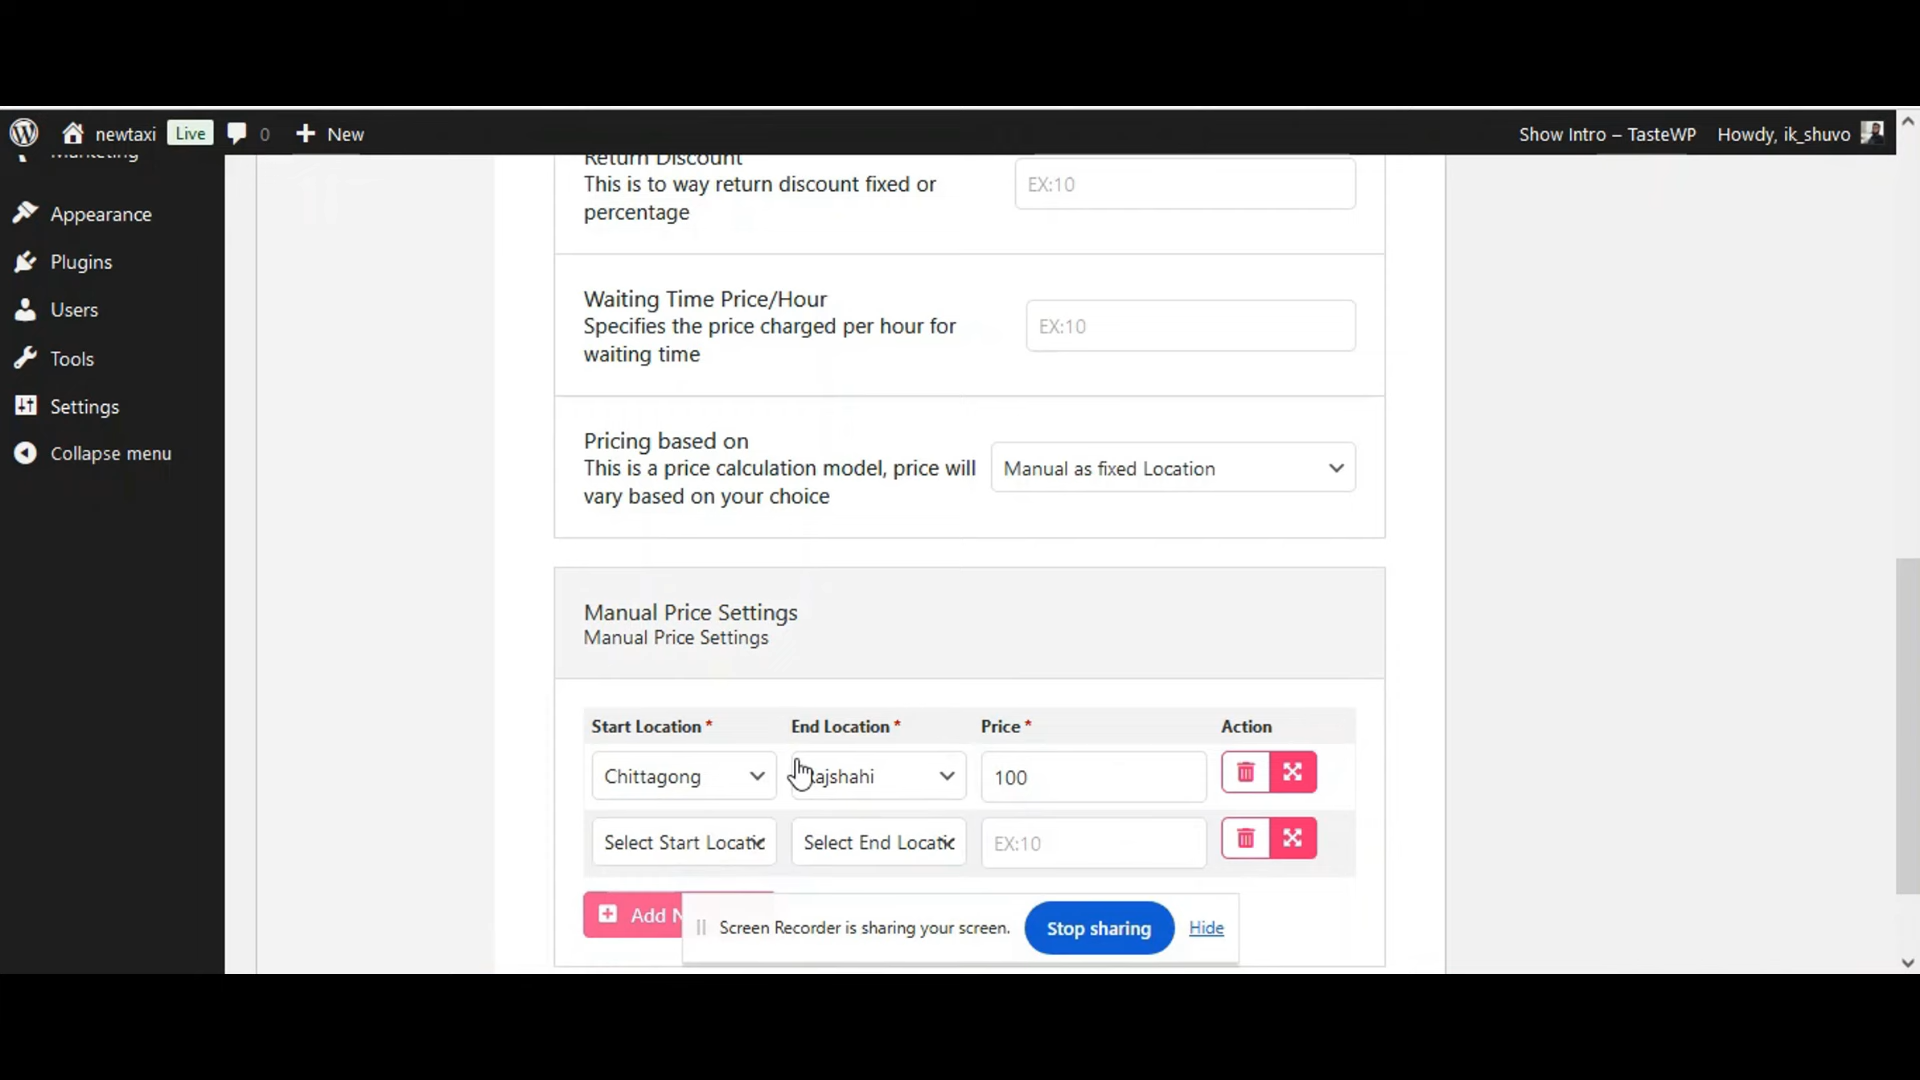 newtaxi Live 0 New Show Intro – TasteWP Howdy, ik_shuvo
Marketing
Appearance
Plugins
Users
Tools
Settings
Collapse menu
Return Discount
This is to way return discount fixed or
percentage
EX:10
Waiting Time Price/Hour
Specifies the price charged per hour for
waiting time
EX:10
Pricing based on
This is a price calculation model, price will
vary based on your choice
Manual as fixed Location
Manual Price Settings
Manual Price Settings
Start Location * End Location * Price * Action
Chittagong ajshahi 100
Select Start Locatic Select End Locatic EX:10
Add N
Screen Recorder is sharing your screen. Stop sharing Hide